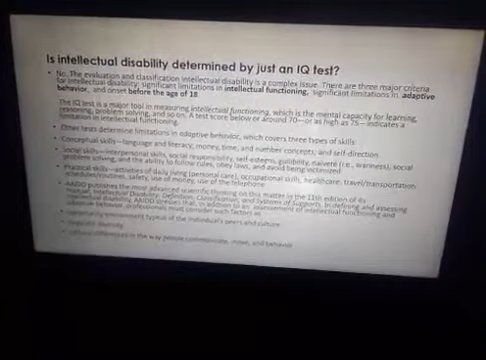 Is intellectual disability determined by just an IQ test?
• No. The evaluation and classification intellectual disability is a complex issue. There are three major criteria
for intellectual disability: significant limitations in intellectual functioning, significant limitations in adaptive
behavior, and onset before the age of 18
The IQ test is a major tool in measuring intellectual functioning, which is the mental capacity for learning,
reasoning, problem solving, and so on. A test score below or around 70—or as high as 75—indicates a
limitation in intellectual functioning.
• Other tests determine limitations in adaptive behavior, which covers three types of skills:
• Conceptual skills—language and literacy; money, time, and number concepts; and self-direction
• Social skills—interpersonal skills, social responsibility, self-esteem, gullibility, naïveté (i.e., wariness), social
problem solving, and the ability to follow rules, obey laws, and avoid being victimized
• Practical skills—activities of daily living (personal care), occupational skills, healthcare, travel/transportation,
schedules/routines, safety, use of money, use of the telephone
• AAIDD publishes the most advanced scientific thinking on this matter in the 11th edition of its
manual, Intellectual Disability: Definition, Classification, and Systems of Supports. In defining and assessing
intellectual disability, AAIDD stresses that, in addition to an assessment of intellectual functioning and
adaptive behavior, professionals must consider such factors as
• community environment typical of the individual's peers and culture
• linguistic diversity
• cultural differences in the way people communicate, move, and behave